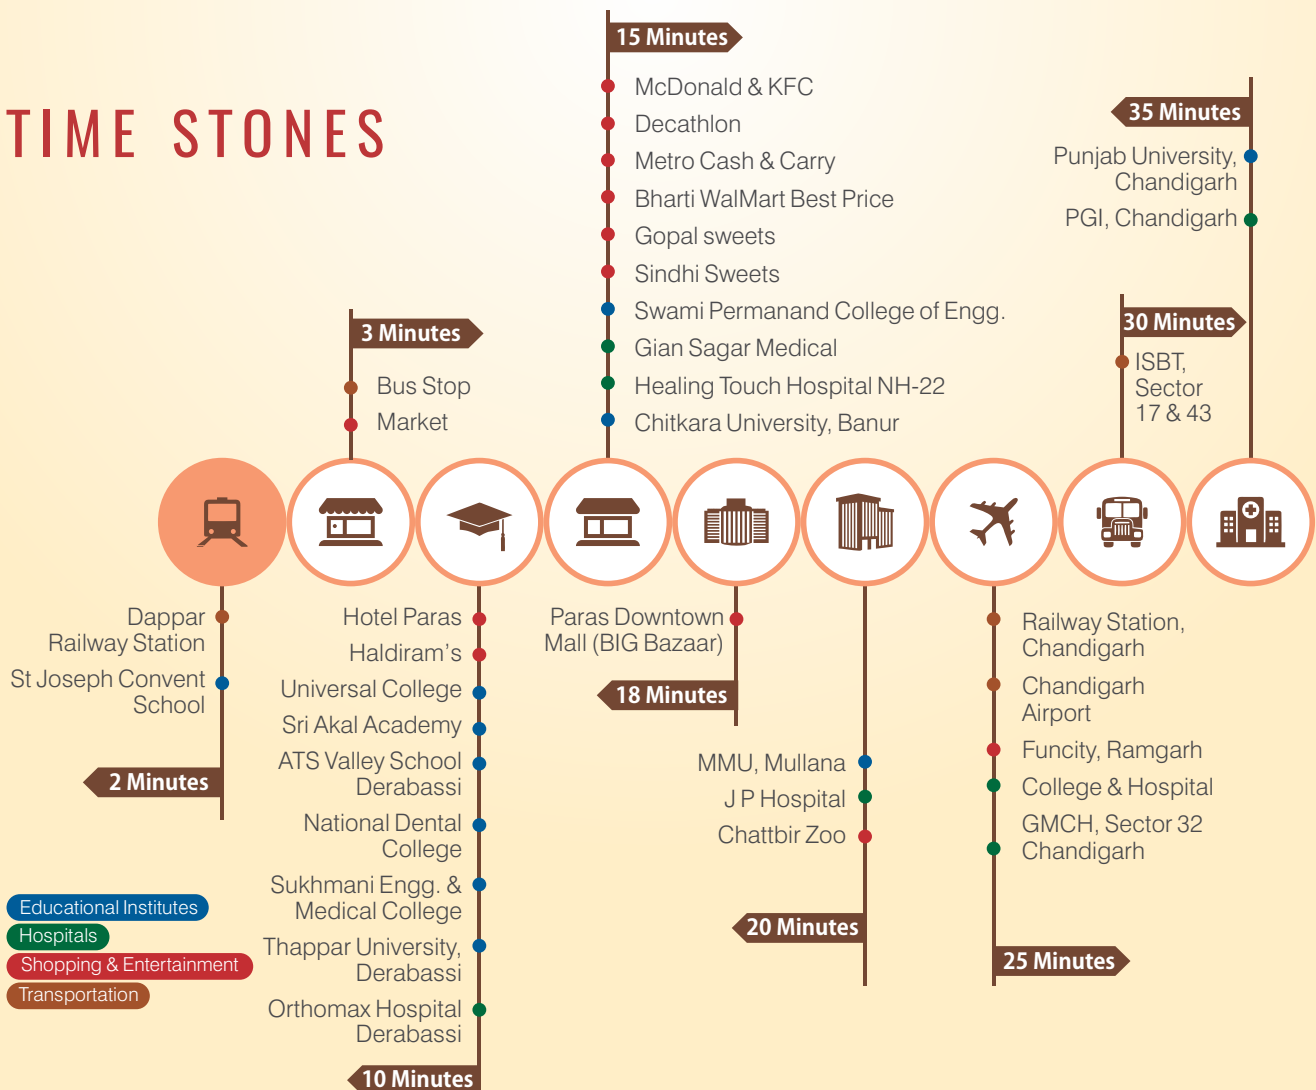 TIME STONES
15 Minutes
McDonald & KFC
Decathlon
Metro Cash & Carry
Bharti WalMart Best Price
Gopal sweets
Sindhi Sweets
Swami Permanand College of Engg.
Gian Sagar Medical
Healing Touch Hospital NH-22
Chitkara University, Banur
35 Minutes
Punjab University,
Chandigarh
PGI, Chandigarh
3 Minutes
Bus Stop
Market
30 Minutes
ISBT,
Sector
17 & 43
Dappar
Railway Station
St Joseph Convent
School
2 Minutes
Hotel Paras
Haldiram's
Universal College
Sri Akal Academy
ATS Valley School
Derabassi
National Dental
College
Sukhmani Engg. &
Medical College
Thappar University,
Derabassi
Orthomax Hospital
Derabassi
10 Minutes
Paras Downtown
Mall (BIG Bazaar)
18 Minutes
MMU, Mullana
J P Hospital
Chattbir Zoo
20 Minutes
Railway Station,
Chandigarh
Chandigarh
Airport
Funcity, Ramgarh
College & Hospital
GMCH, Sector 32
Chandigarh
25 Minutes
Educational Institutes
Hospitals
Shopping & Entertainment
Transportation